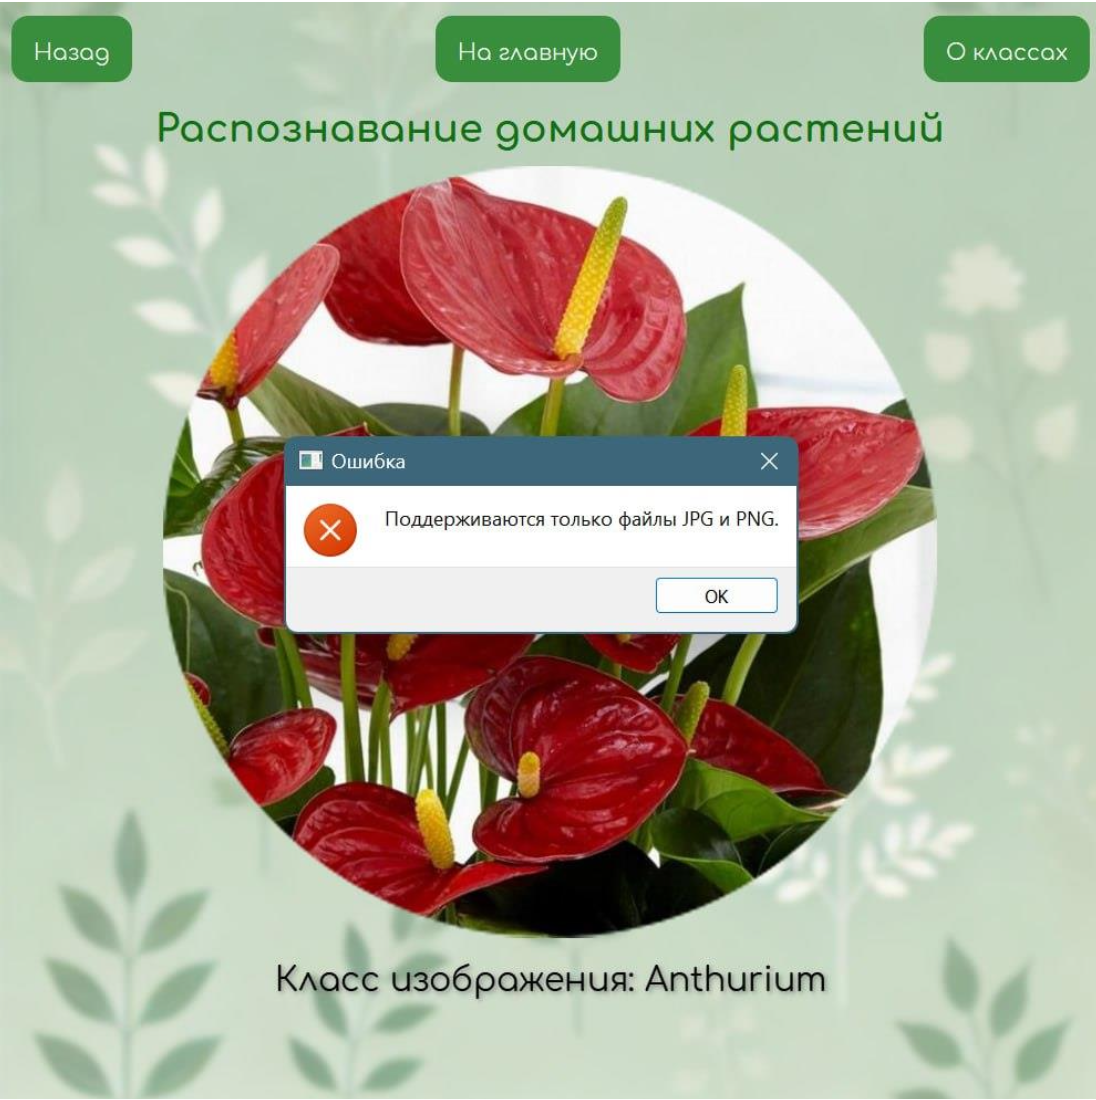 Назад
На главную
О классах
Распознавание домашних растений
Ошибка
Поддерживаются только файлы JPG и PNG.
OK
Класс изображения: Anthurium